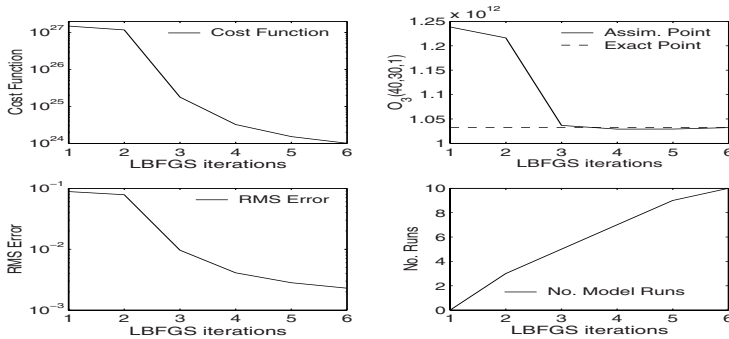 Cost Function
10^27
10^26
10^25
10^24
Cost Function
1 2 3 4 5 6
LBFGS iterations
x 10^12
O_3(40,30,1)
1.25
1.2
1.15
1.1
1.05
1
Assim. Point
Exact Point
1 2 3 4 5 6
LBFGS iterations
RMS Error
10^-1
10^-2
10^-3
RMS Error
1 2 3 4 5 6
LBFGS iterations
No. Runs
10
8
6
4
2
0
No. Model Runs
1 2 3 4 5 6
LBFGS iterations